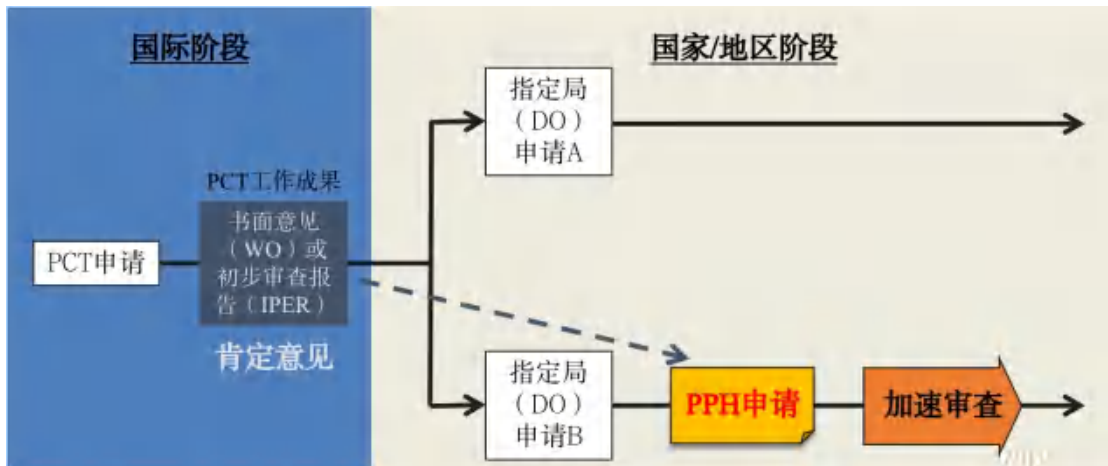 国际阶段
国家/地区阶段
指定局
（DO）
申请A
PCT工作成果
书面意见
（WO）或
初步审查报
告（IPER）
PCT申请
肯定意见
指定局
（DO）
申请B
PPH申请
加速审查